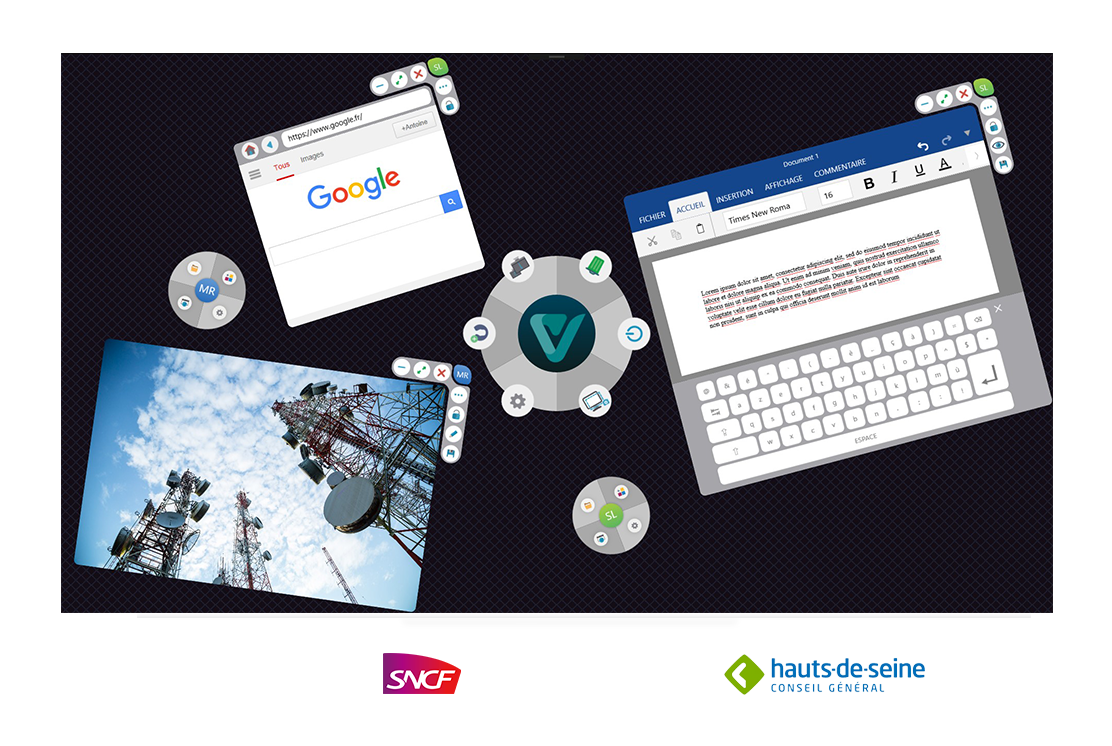 SL
https://www.google.fr/
Tous
Images
+Antoine
Google
MR
MR
SL
SL
Document 1
FICHIER
ACCUEIL
INSERTION
AFFICHAGE
COMMENTAIRE
Times New Roma
16
B
I
U
A
Lorem ipsum dolor sit amet, consectetur adipiscing elit, sed do eiusmod tempor incididunt ut
labore et dolore magna aliqua. Ut enim ad minim veniam, quis nostrud exercitation ullamco
laboris nisi ut aliquip ex ea commodo consequat. Duis aute irure dolor in reprehenderit in
voluptate velit esse cillum dolore eu fugiat nulla pariatur. Excepteur sint occaecat cupidatat
non proident, sunt in culpa qui officia deserunt mollit anim id est laborum
a z e r t y u i o p
q s d f g h j k l m ù
w x c v b n
ESPACE
SNCF
hauts-de-seine
CONSEIL GÉNÉRAL